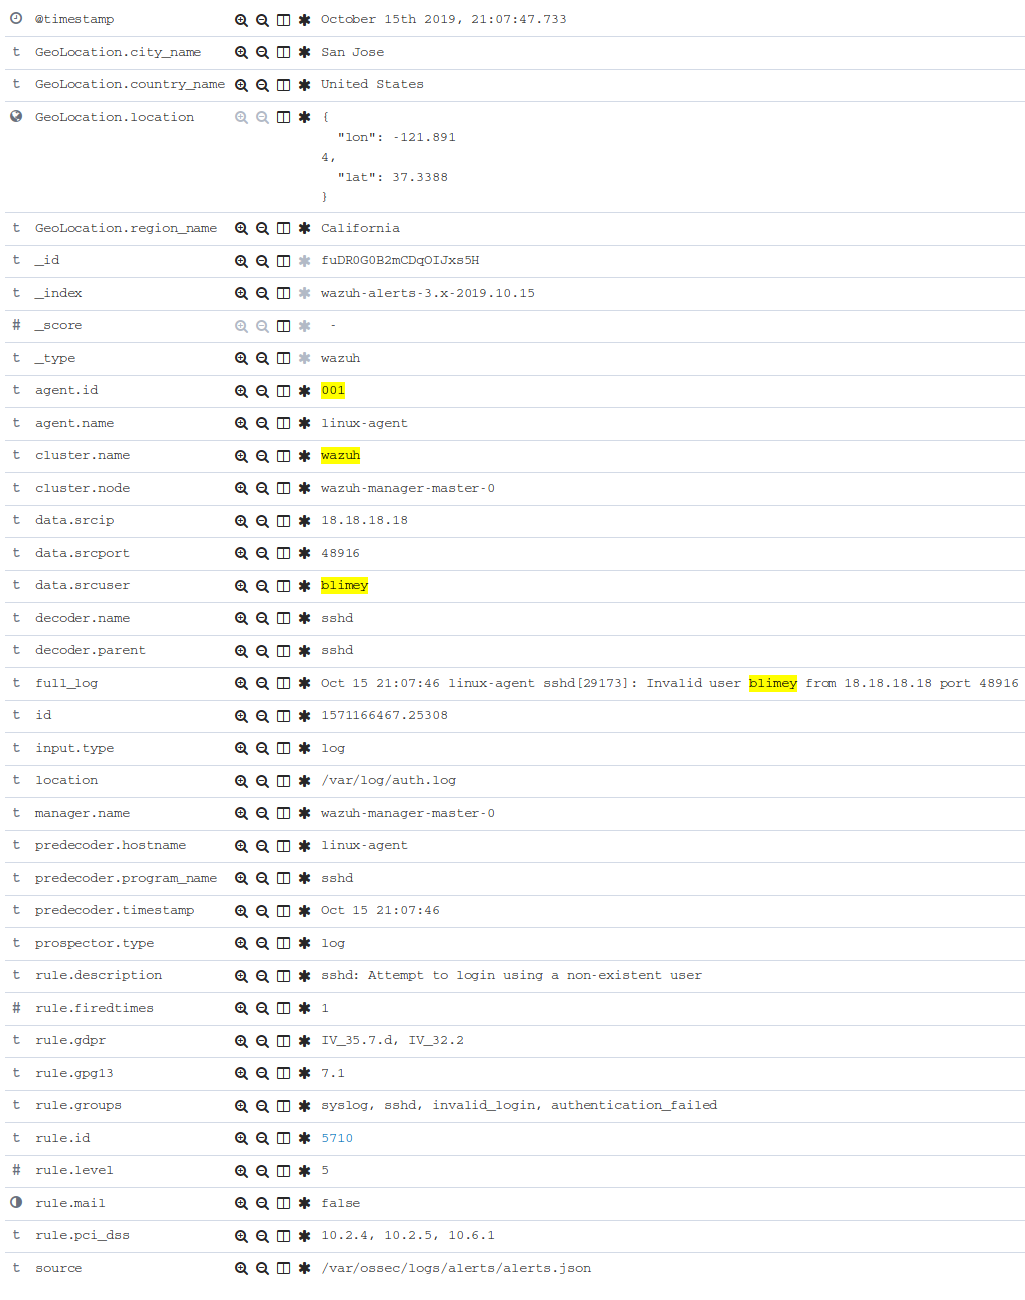 @timestamp October 15th 2019, 21:07:47.733
t GeoLocation.city_name San Jose
t GeoLocation.country_name United States
GeoLocation.location {
"lon": -121.891
4,
"lat": 37.3388
}
t GeoLocation.region_name California
t _id fuDR0G0B2mCDqOIJxs5H
t _index wazuh-alerts-3.x-2019.10.15
# _score -
t _type wazuh
t agent.id 001
t agent.name linux-agent
t cluster.name wazuh
t cluster.node wazuh-manager-master-0
t data.srcip 18.18.18.18
t data.srcport 48916
t data.srcuser blimey
t decoder.name sshd
t decoder.parent sshd
t full_log Oct 15 21:07:46 linux-agent sshd[29173]: Invalid user blimey from 18.18.18.18 port 48916
t id 1571166467.25308
t input.type log
t location /var/log/auth.log
t manager.name wazuh-manager-master-0
t predecoder.hostname linux-agent
t predecoder.program_name sshd
t predecoder.timestamp Oct 15 21:07:46
t prospector.type log
t rule.description sshd: Attempt to login using a non-existent user
# rule.firedtimes 1
t rule.gdpr IV_35.7.d, IV_32.2
t rule.gpg13 7.1
t rule.groups syslog, sshd, invalid_login, authentication_failed
t rule.id 5710
# rule.level 5
rule.mail false
t rule.pci_dss 10.2.4, 10.2.5, 10.6.1
t source /var/ossec/logs/alerts/alerts.json